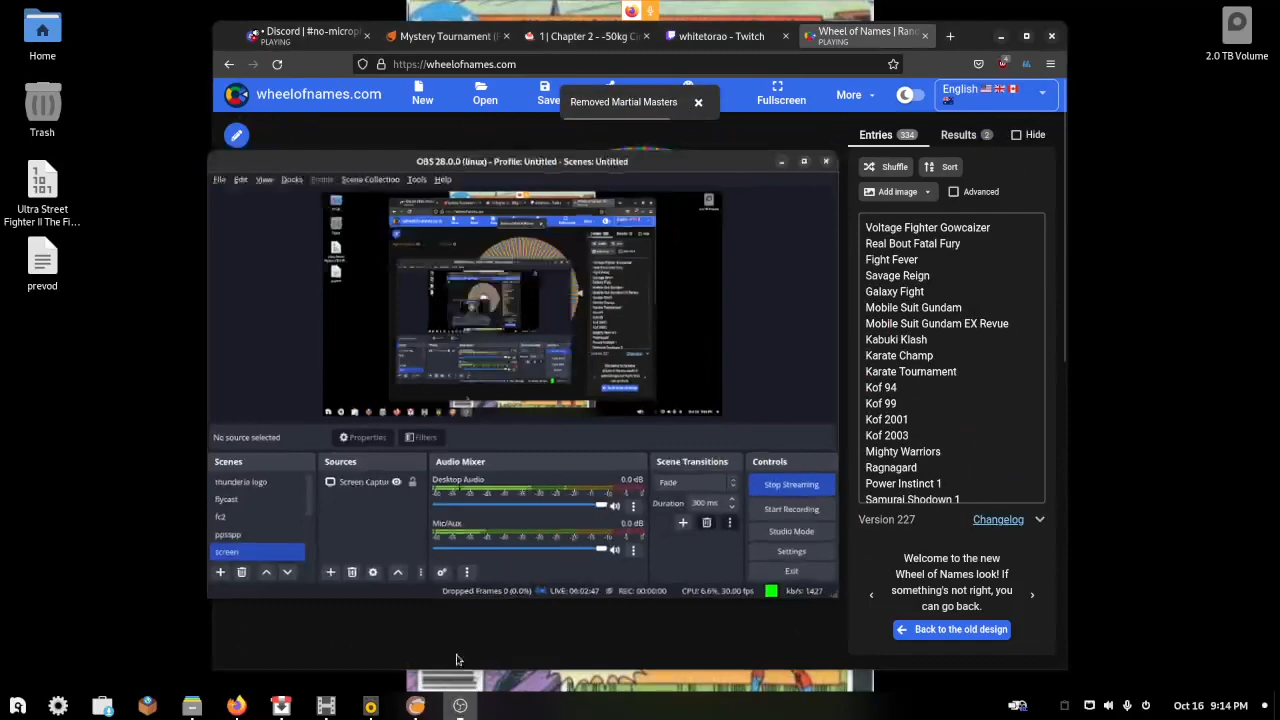 Home
Trash
Ultra Street
Fighter II The Fi...
prevod
2.0 TB Volume
Discord | #no-microp
PLAYING
Mystery Tournament (
1| Chapter 2 - -50kg Ci
whitetorao - Twitch
Wheel of Names | Ran
PLAYING
https://wheelofnames.com
wheelofnames.com
New
Open
Save
Fullscreen
More
English
Removed Martial Masters
Entries 334
Results 2
Hide
Shuffle
Sort
Add image
Advanced
Voltage Fighter Gowcaizer
Real Bout Fatal Fury
Fight Fever
Savage Reign
Galaxy Fight
Mobile Suit Gundam
Mobile Suit Gundam EX Revue
Kabuki Klash
Karate Champ
Karate Tournament
Kof 94
Kof 99
Kof 2001
Kof 2003
Mighty Warriors
Ragnagard
Power Instinct 1
Samurai Shodown 1
Version 227
Changelog
Welcome to the new
Wheel of Names look! If
something's not right, you
can go back.
Back to the old design
OBS 28.0.0 (linux) - Profile: Untitled - Scenes: Untitled
File Edit View Docks Profile Scene Collection Tools Help
No source selected
Properties
Filters
Scenes
thunderia logo
flycast
fc2
ppsspp
screen
Sources
Screen Captur
Audio Mixer
Desktop Audio
0.0 dB
Mic/Aux
0.0 dB
Scene Transitions
Fade
Duration 300 ms
Controls
Stop Streaming
Start Recording
Studio Mode
Settings
Exit
Dropped Frames 0 (0.0%)
LIVE: 06:02:47
REC: 00:00:00
CPU: 6.6%, 30.00 fps
kb/s: 1427
Oct 16 9:14 PM